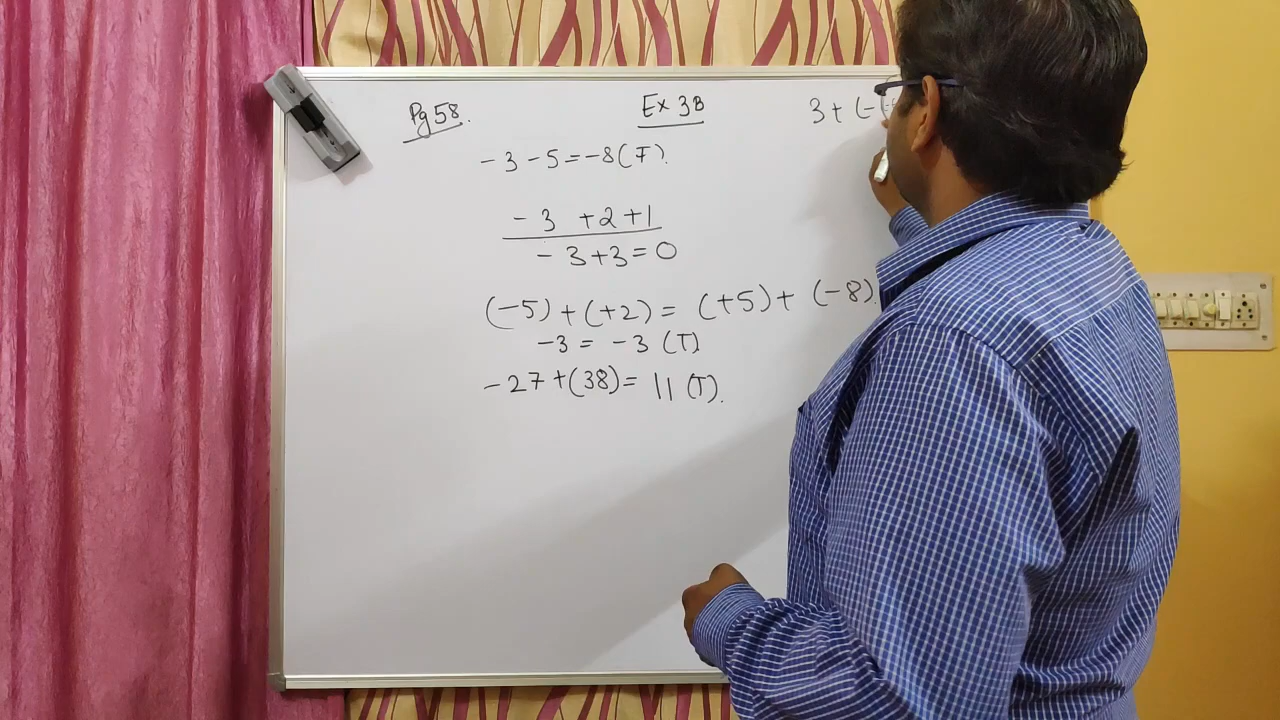 Pg 58.
Ex 3B
3 + (-
-3 - 5 = -8 (F).
-3 +2 +1
-3+3=0
(-5) + (+2) = (+5) + (-8).
-3 = -3 (T)
-27 + (38) = 11 (T).